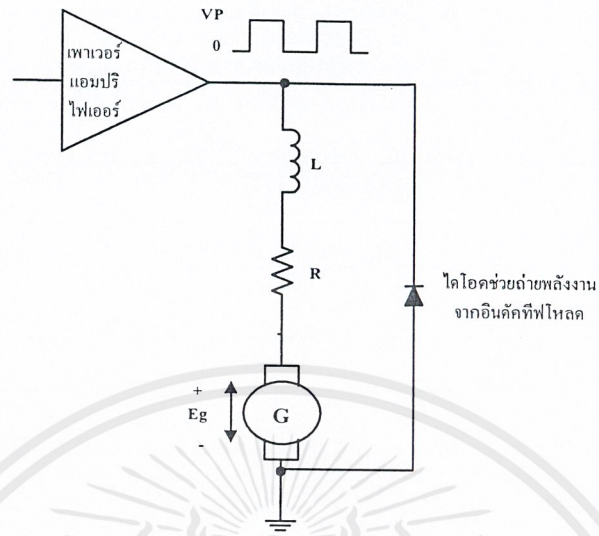 VP
0
เพาเวอร์
แอมปริ
ไฟเออร์
L
R
ไดโอดช่วยถ่ายพลังงาน
จากอินดัคทีฟโหลด
+
Eg
-
G